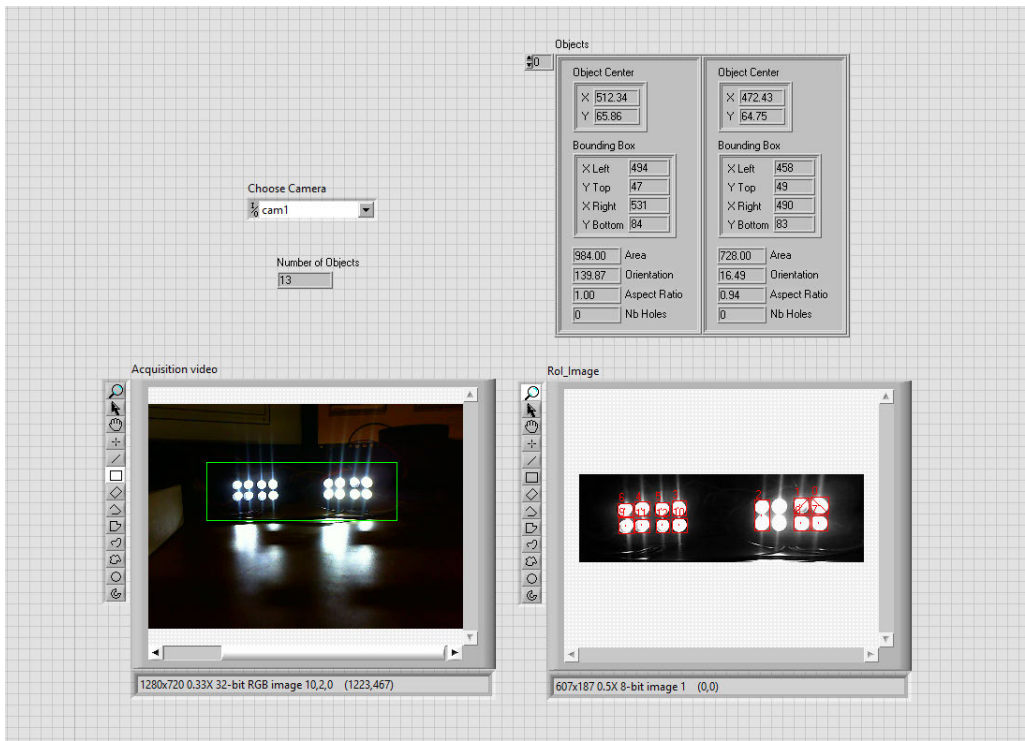 Objects
0
Object Center
X 512.34
Y 65.86
Bounding Box
X Left 494
Y Top 47
X Right 531
Y Bottom 84
984.00 Area
139.87 Orientation
1.00 Aspect Ratio
0 Nb Holes
Object Center
X 472.43
Y 64.75
Bounding Box
X Left 458
Y Top 49
X Right 490
Y Bottom 83
728.00 Area
16.49 Orientation
0.94 Aspect Ratio
0 Nb Holes
Choose Camera
cam1
Number of Objects
13
Acquisition video
1280x720 0.33X 32-bit RGB image 10,2,0 (1223,467)
RoI_Image
607x187 0.5X 8-bit image 1 (0,0)